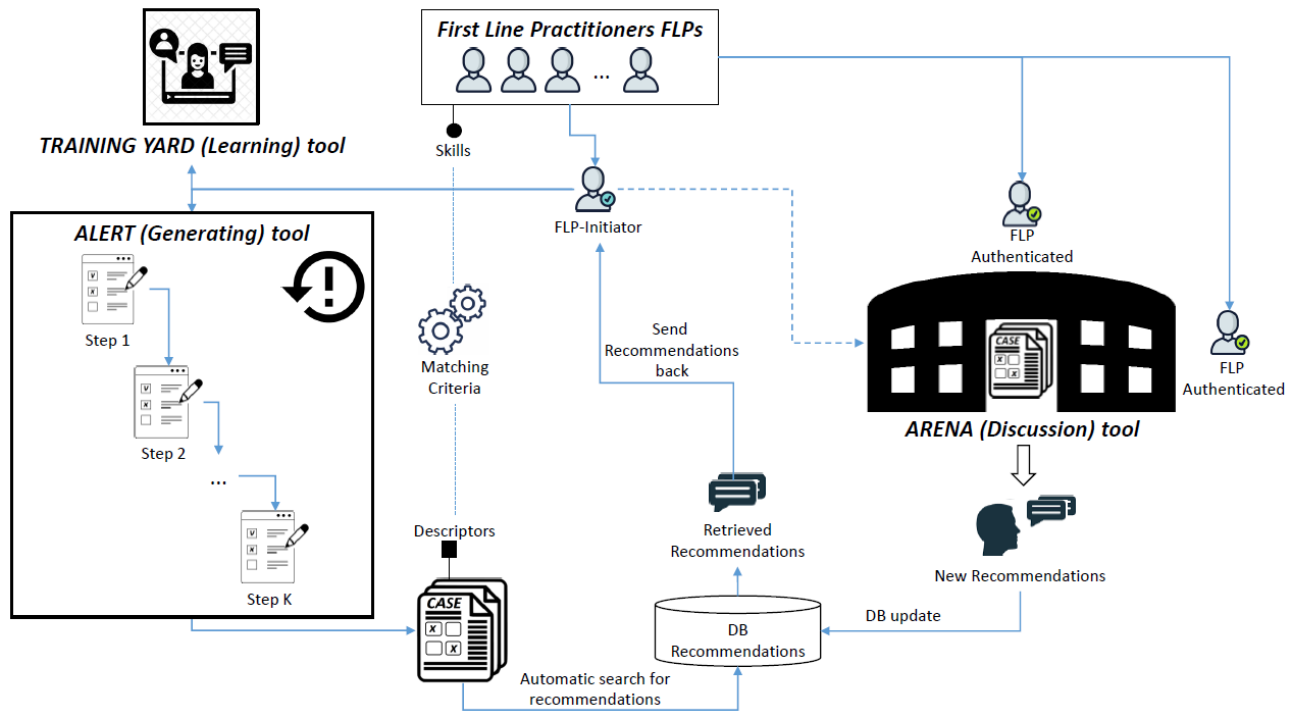 First Line Practitioners FLPs
...
TRAINING YARD (Learning) tool
Skills
FLP-Initiator
FLP
Authenticated
ALERT (Generating) tool
V
X
Step 1
V
X
Step 2
...
V
X
Step K
Matching
Criteria
Send
Recommendations
back
CASE
X
X
FLP
Authenticated
ARENA (Discussion) tool
Descriptors
Retrieved
Recommendations
New Recommendations
CASE
X
X
DB
Recommendations
DB update
Automatic search for
recommendations